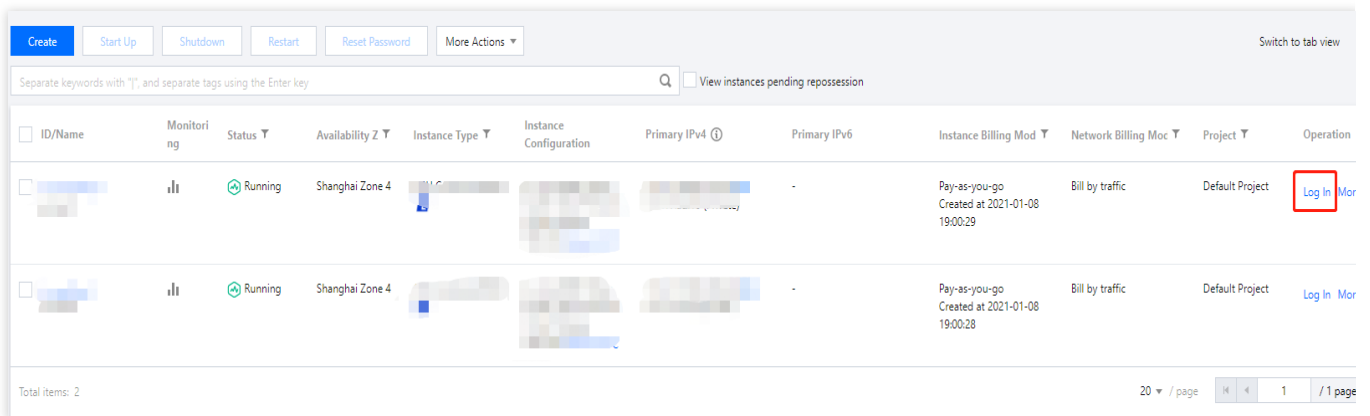 Create Start Up Shutdown Restart Reset Password More Actions Switch to tab view
Separate keywords with "|", and separate tags using the Enter key View instances pending repossession
ID/Name Monitori Status Availability Z Instance Type Instance Primary IPv4 Primary IPv6 Instance Billing Mod Network Billing Moc Project Operation
ng Configuration
Running Shanghai Zone 4 - Pay-as-you-go Bill by traffic Default Project Log In Mor
Created at 2021-01-08
19:00:29
Running Shanghai Zone 4 - Pay-as-you-go Bill by traffic Default Project Log In Mor
Created at 2021-01-08
19:00:28
Total items: 2 20 / page 1 / 1 page